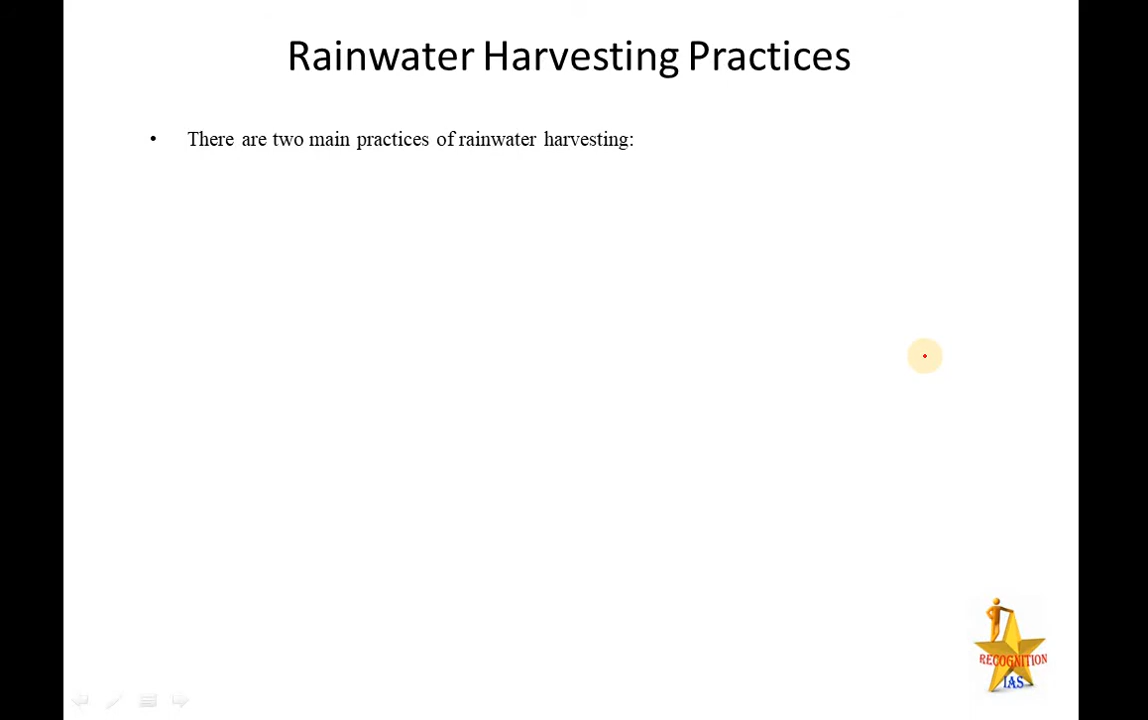 Rainwater Harvesting Practices
• There are two main practices of rainwater harvesting:
RECOGNITION
IAS